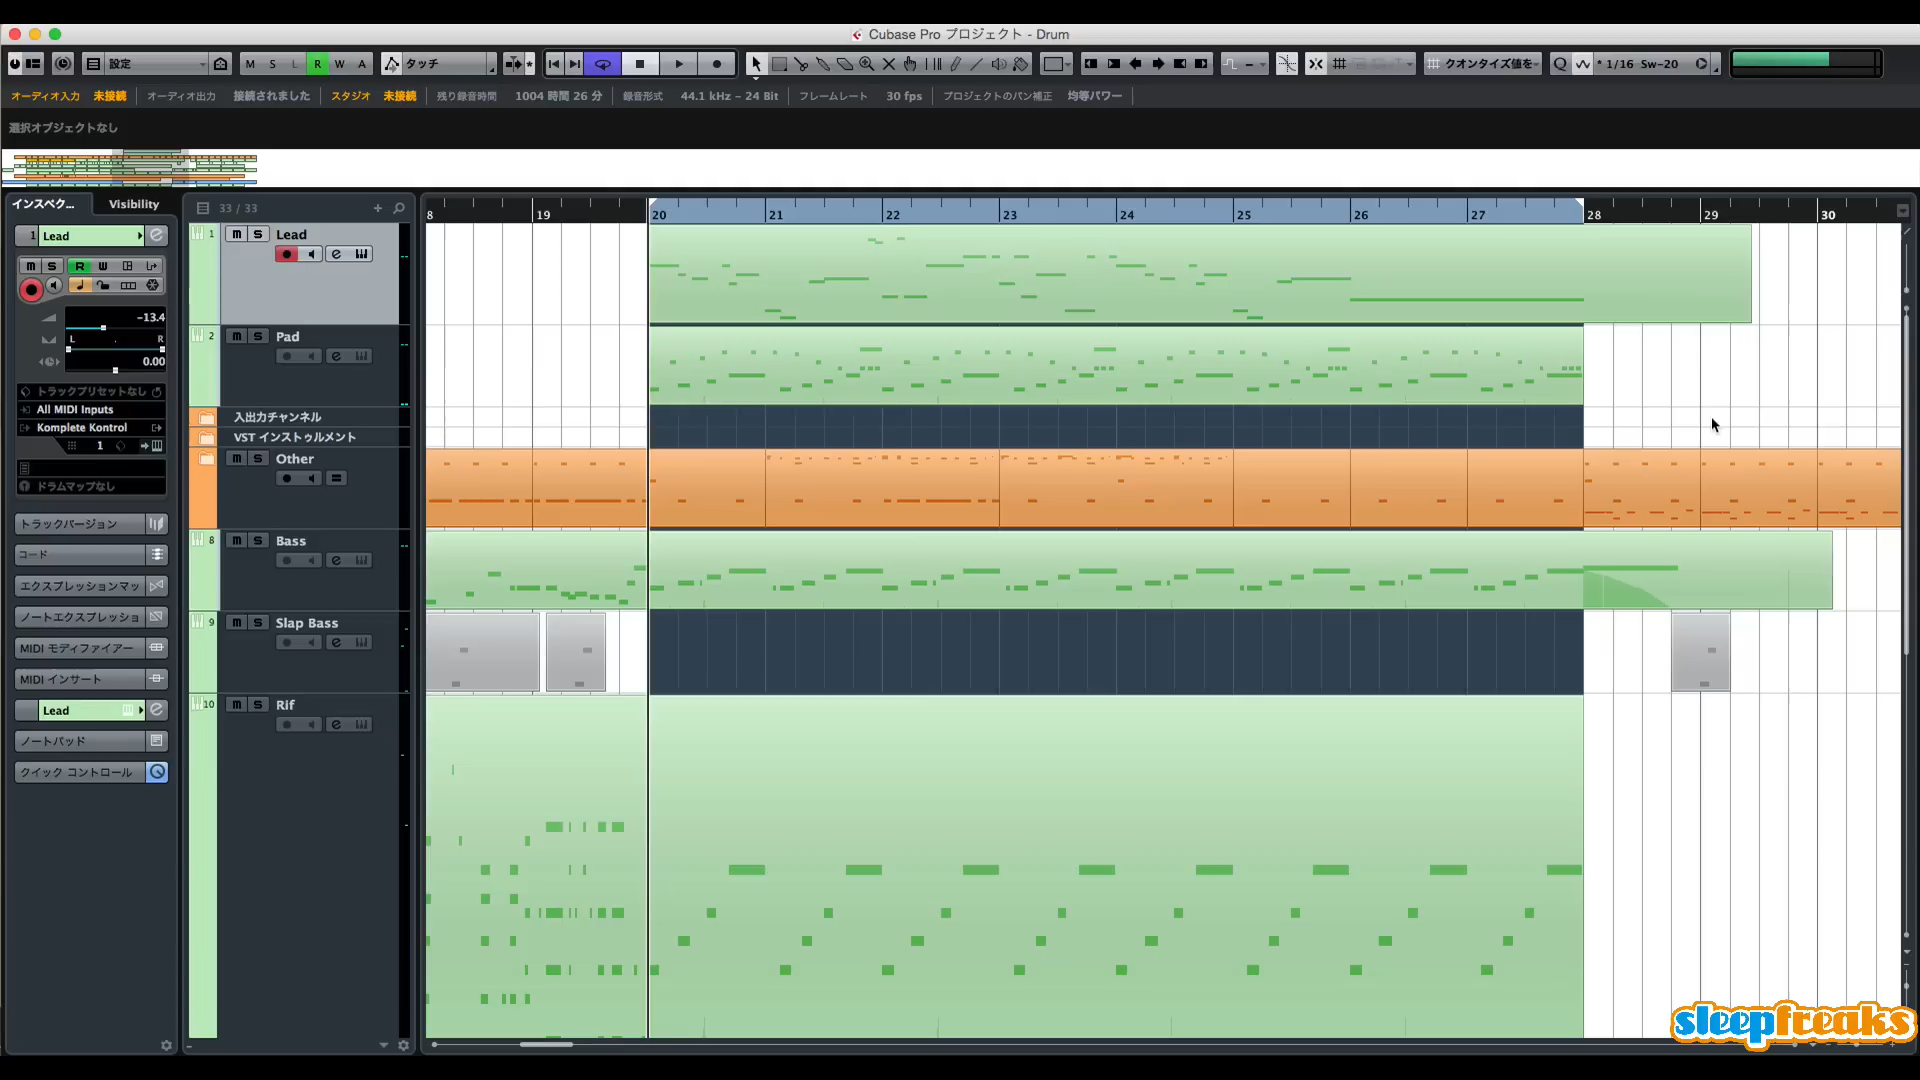 Cubase Pro プロジェクト - Drum
設定
M S L R W A
タッチ
クオンタイズ値を
* 1/16 Sw-20
オーディオ入力 未接続 オーディオ出力 接続されました スタジオ 未接続 残り録音時間 1004 時間 26 分 録音形式 44.1 kHz - 24 Bit フレームレート 30 fps プロジェクトのパン補正 均等パワー
選択オブジェクトなし
インスペク... Visibility
33 / 33
8 19 20 21 22 23 24 25 26 27 28 29 30
1 Lead
M S R W
-13.4
L R
0.00
トラックプリセットなし
All MIDI Inputs
Komplete Kontrol
1
ドラムマップなし
トラックバージョン
コード
エクスプレッションマッ
ノートエクスプレッショ
MIDI モディファイアー
MIDI インサート
Lead
ノートパッド
クイック コントロール
1 m S Lead
2 m S Pad
入出力チャンネル
VST インストゥルメント
m S Other
8 m S Bass
9 m S Slap Bass
10 m S Rif
sleepfreaks